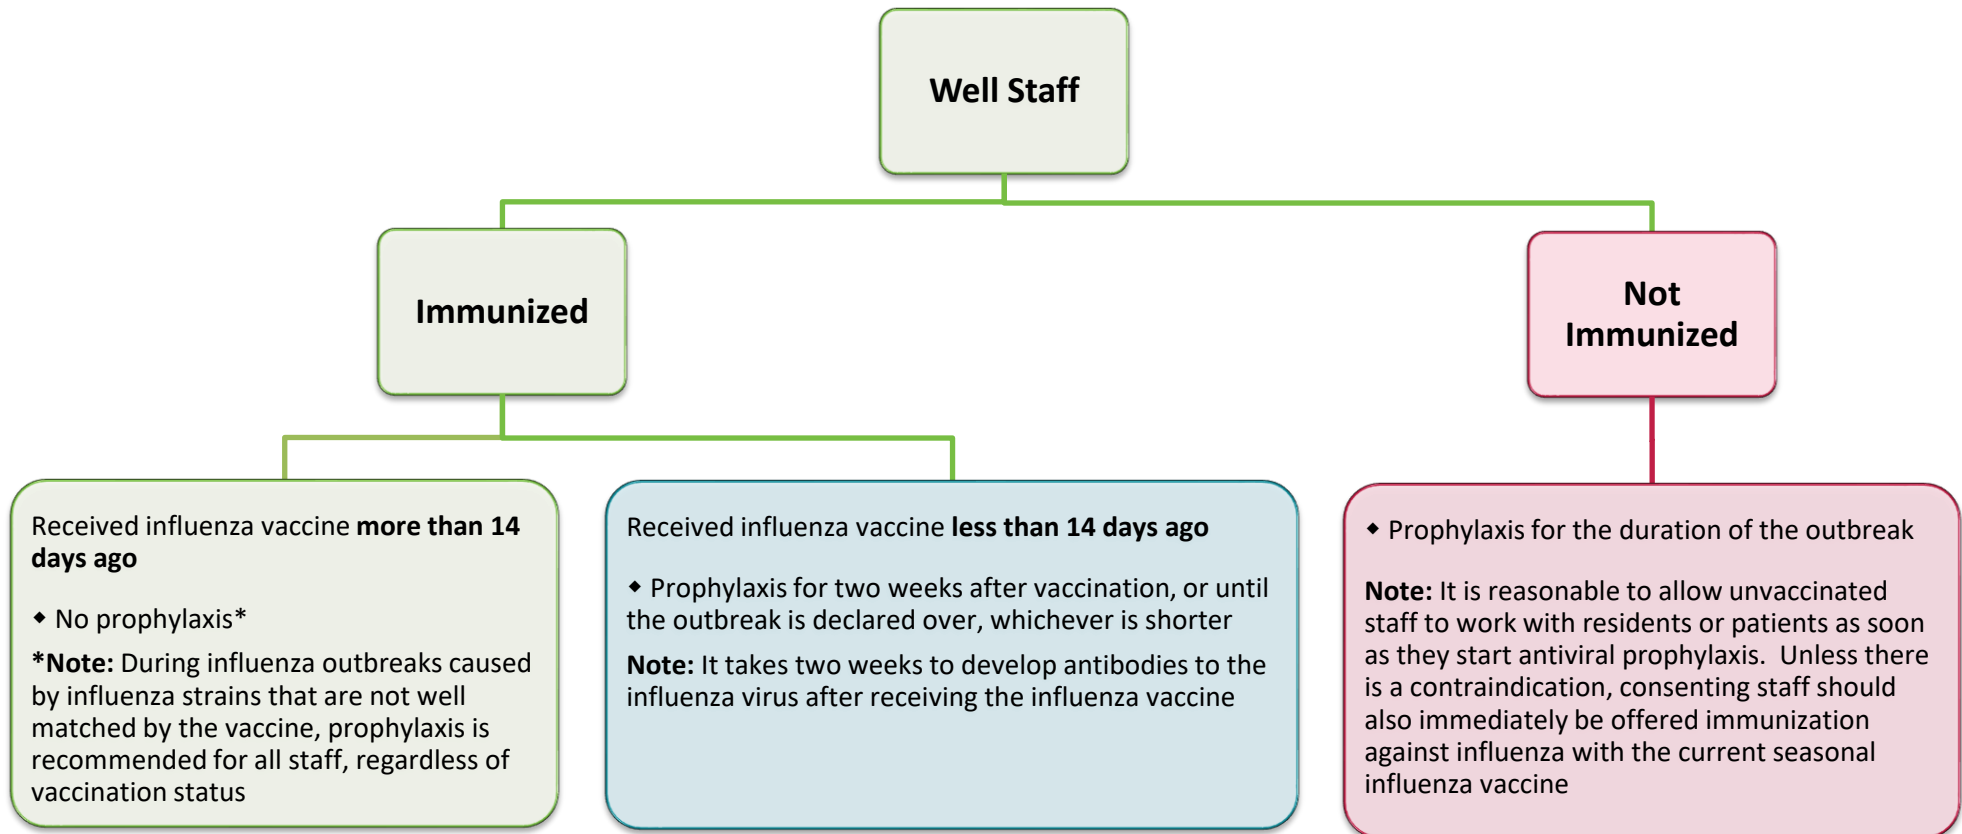 Well Staff
Immunized
Not
Immunized
Received influenza vaccine more than 14
days ago
◆ No prophylaxis*
*Note: During influenza outbreaks caused
by influenza strains that are not well
matched by the vaccine, prophylaxis is
recommended for all staff, regardless of
vaccination status
Received influenza vaccine less than 14 days ago
◆ Prophylaxis for two weeks after vaccination, or until
the outbreak is declared over, whichever is shorter
Note: It takes two weeks to develop antibodies to the
influenza virus after receiving the influenza vaccine
◆ Prophylaxis for the duration of the outbreak
Note: It is reasonable to allow unvaccinated
staff to work with residents or patients as soon
as they start antiviral prophylaxis.  Unless there
is a contraindication, consenting staff should
also immediately be offered immunization
against influenza with the current seasonal
influenza vaccine